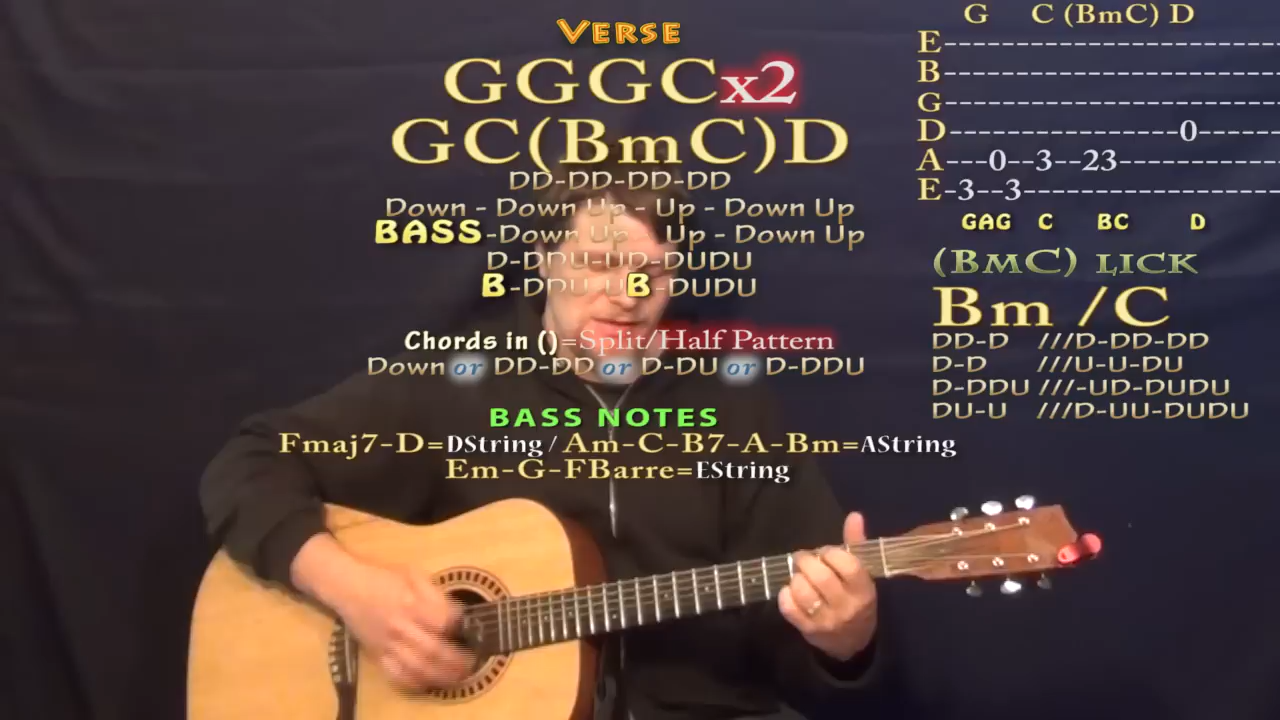 VERSE
GGGCx2
GC(BmC)D
DD-DD-DD-DD
Down - Down Up - Up - Down Up
BASS-Down Up - Up - Down Up
D-DDU-UD-DUDU
B-DDU-UB-DUDU
Chords in ()=Split/Half Pattern
Down or DD-DD or D-DU or D-DDU
BASS NOTES
Fmaj7-D=DString / Am-C-B7-A-Bm=AString
Em-G-FBarre=EString
G C (BmC) D
E------------------------
B------------------------
G------------------------
D----------------0------
A---0--3--23-----------
E-3--3------------------
GAG C BC D
(BmC) LICK
Bm /C
DD-D ///D-DD-DD
D-D ///U-U-DU
D-DDU ///-UD-DUDU
DU-U ///D-UU-DUDU